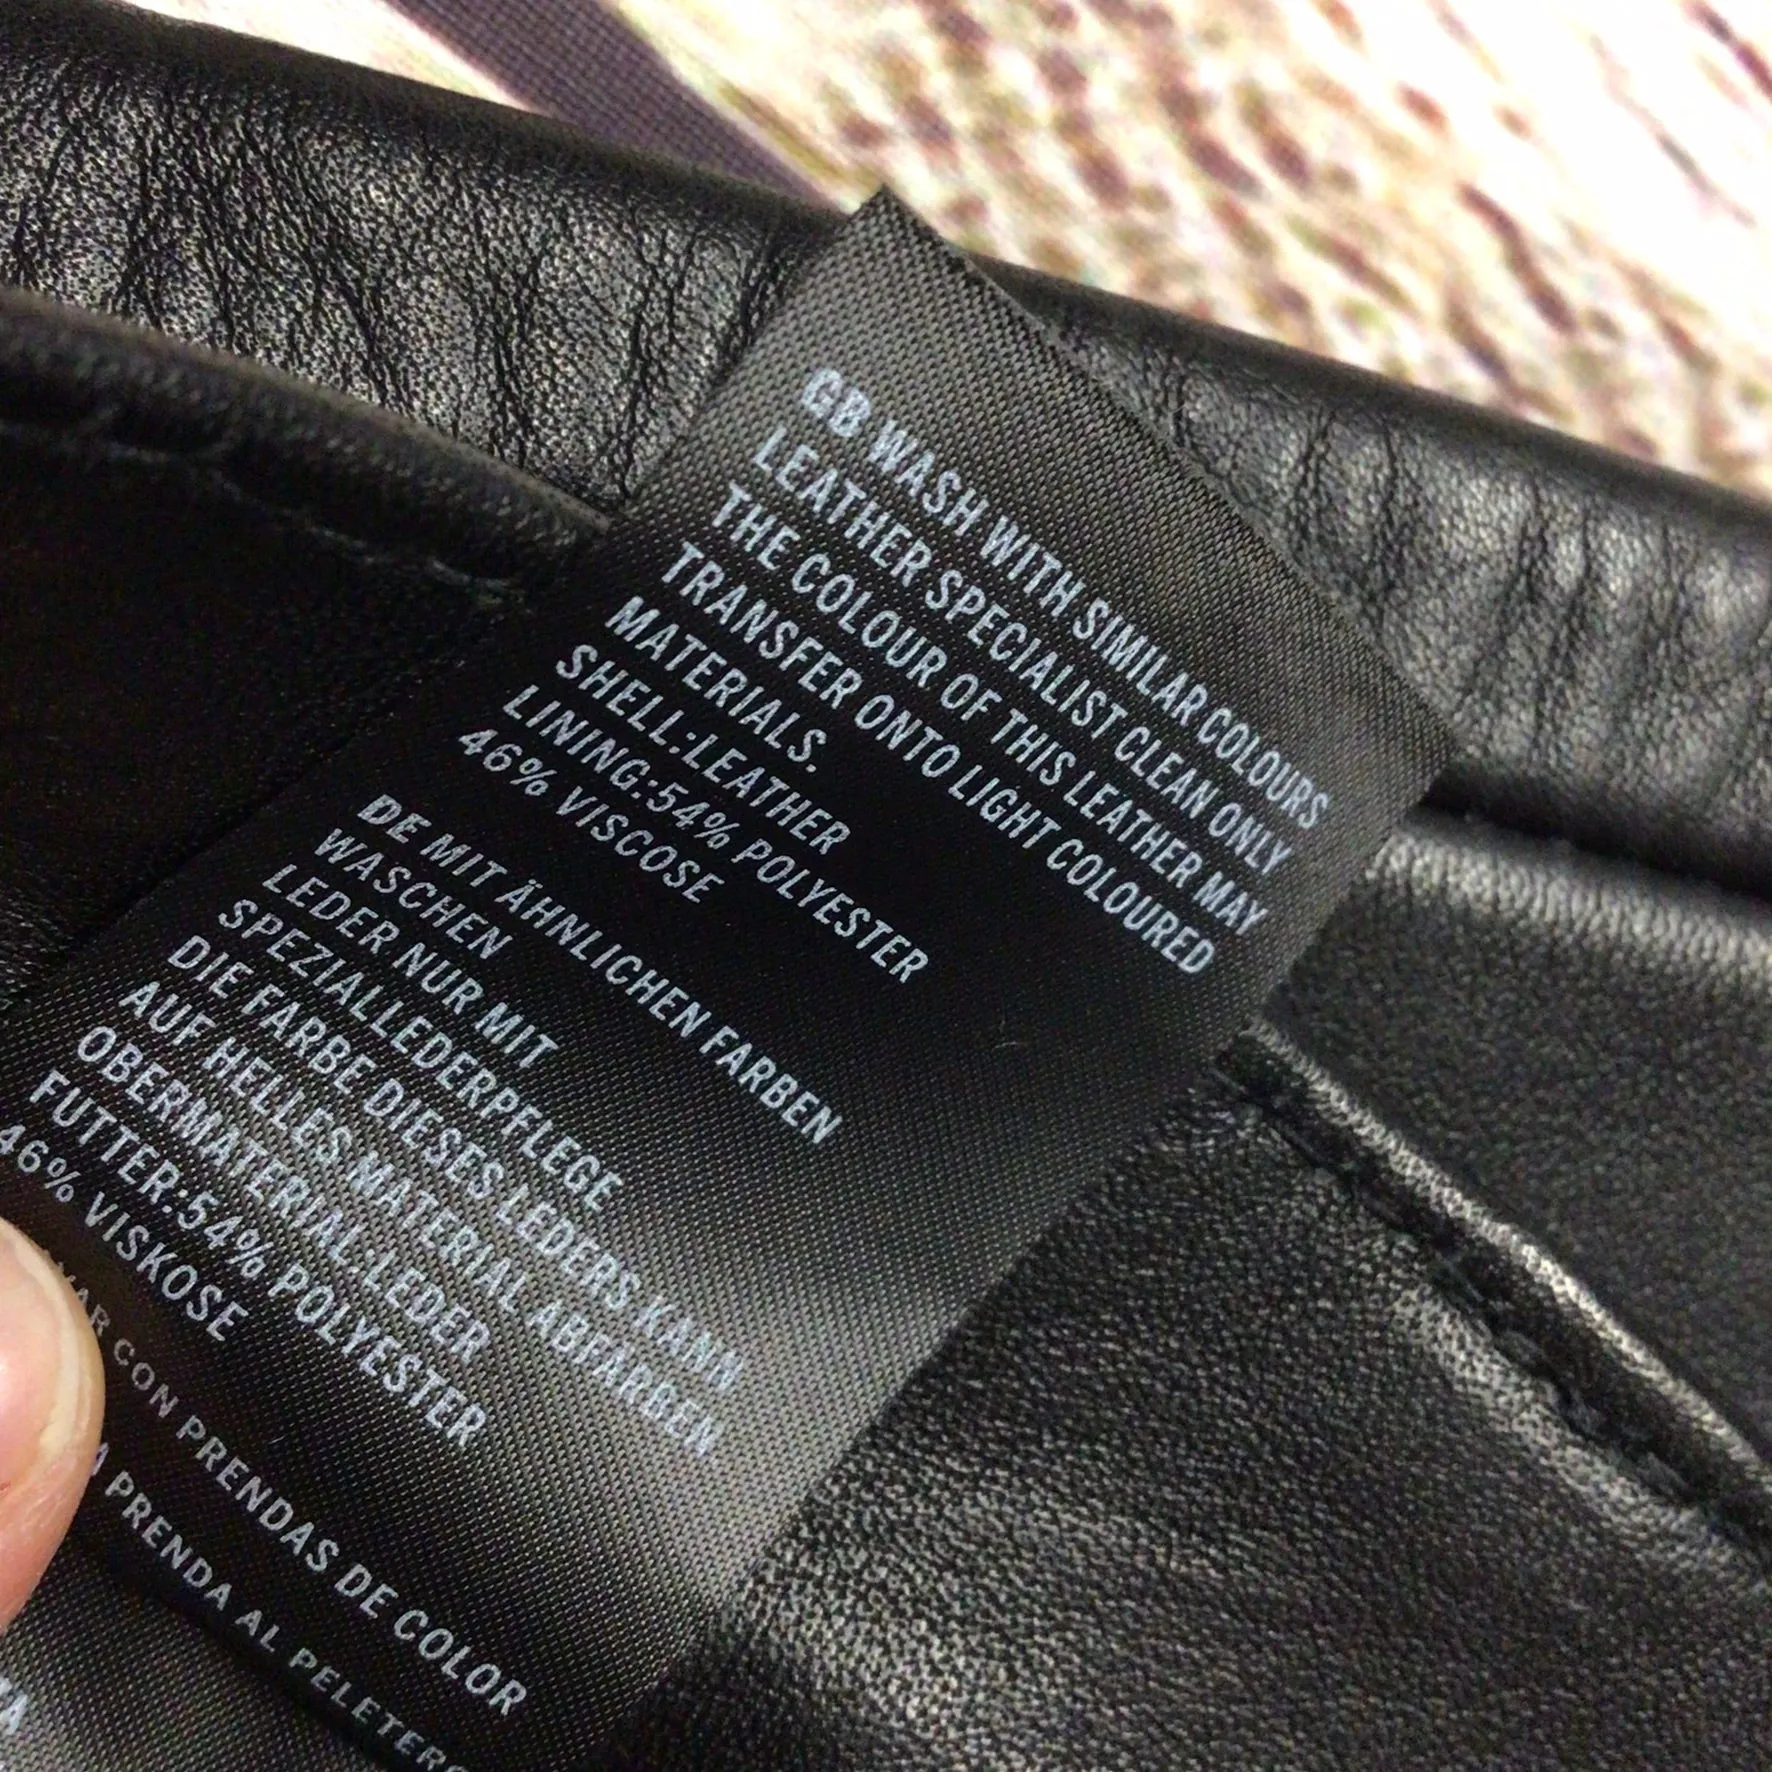 GB WASH WITH SIMILAR COLOURS
LEATHER SPECIALIST CLEAN ONLY
THE COLOUR OF THIS LEATHER MAY
TRANSFER ONTO LIGHT COLOURED
MATERIALS.
SHELL:LEATHER
LINING:54% POLYESTER
46% VISCOSE
DE MIT ÄHNLICHEN FARBEN
WASCHEN
LEDER NUR MIT
SPEZIALLEDERPFLEGE
DIE FARBE DIESES LEDERS KANN
AUF HELLES MATERIAL ABFARBEN
OBERMATERIAL:LEDER
FUTTER:54% POLYESTER
46% VISKOSE
CON PRENDAS DE COLOR
PRENDA AL